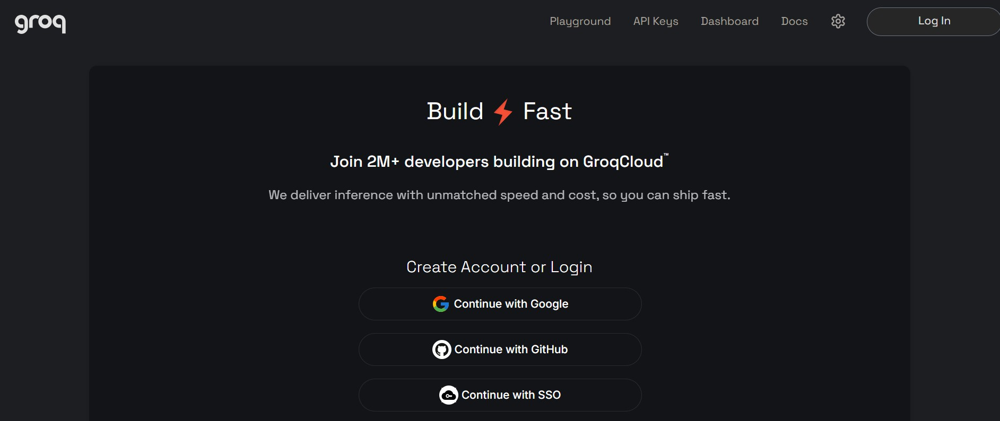 groq
Playground API Keys Dashboard Docs Log In
Build Fast
Join 2M+ developers building on GroqCloud™
We deliver inference with unmatched speed and cost, so you can ship fast.
Create Account or Login
Continue with Google
Continue with GitHub
Continue with SSO